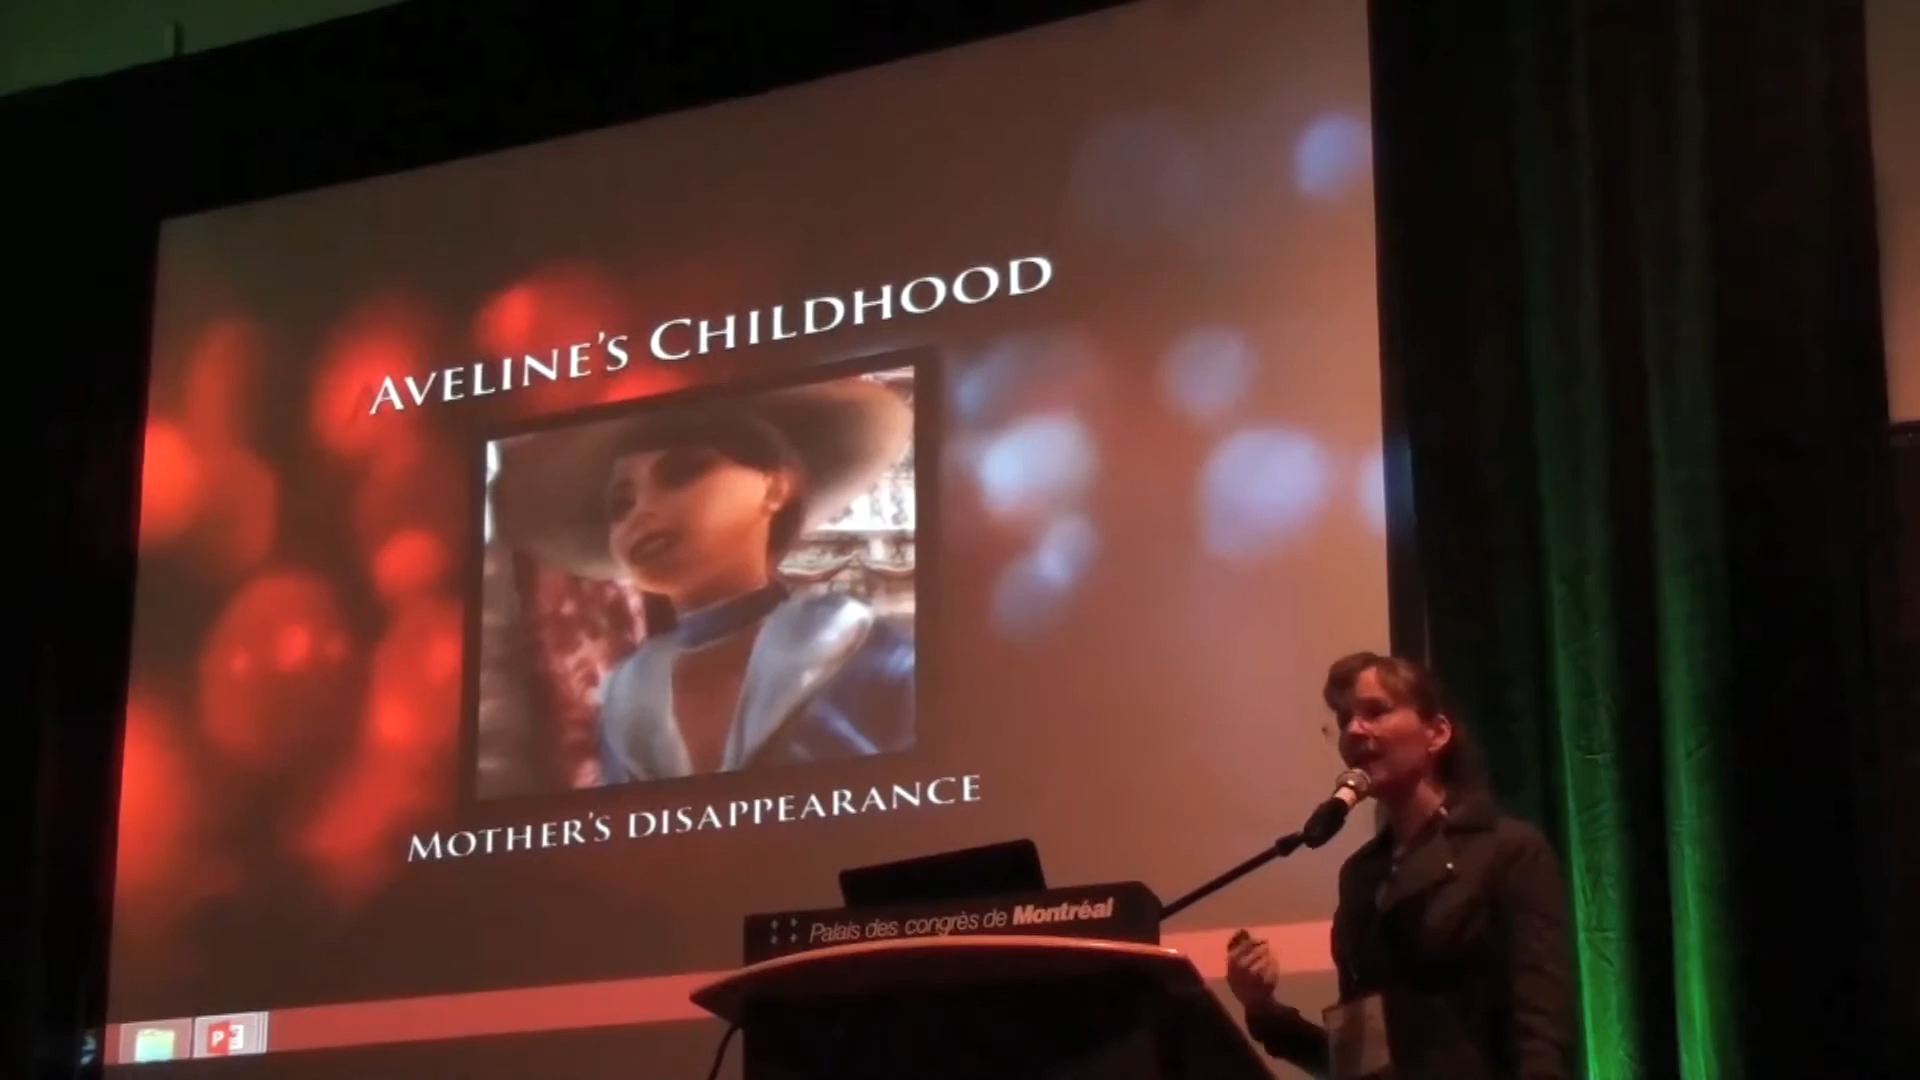 AVELINE'S CHILDHOOD
MOTHER'S DISAPPEARANCE
Palais des congrès de Montréal
P